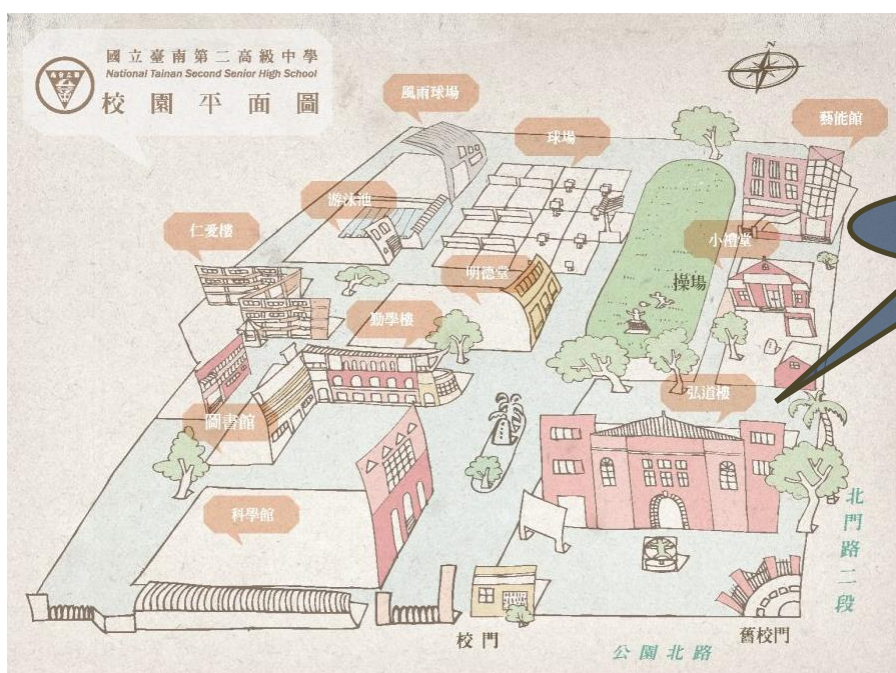 國立臺南第二高級中學
National Tainan Second Senior High School
校園平面圖
N
風雨球場
球場
藝能館
游泳池
仁愛樓
小禮堂
明德堂
操場
勤學樓
弘道樓
圖書館
科學館
北門路二段
校門
舊校門
公園北路